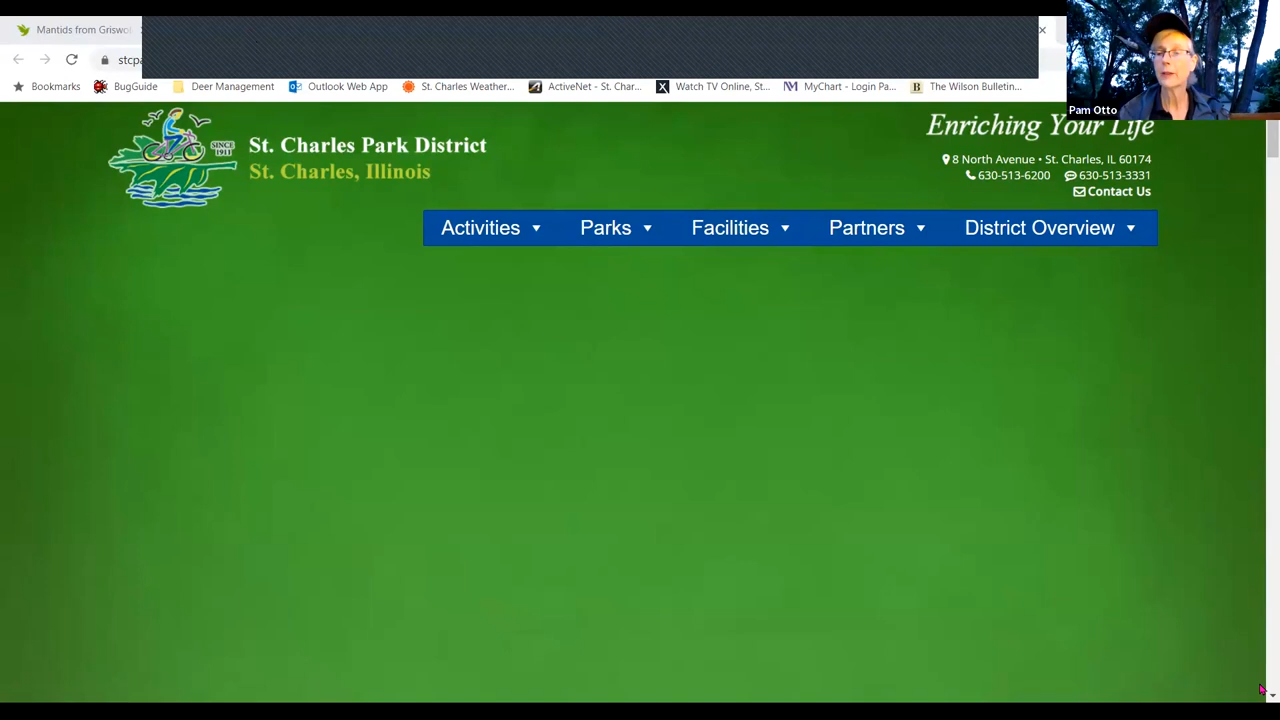 Mantids from Griswol
stcpa
Bookmarks
BugGuide
Deer Management
Outlook Web App
St. Charles Weather...
ActiveNet - St. Char...
Watch TV Online, St...
MyChart - Login Pa...
The Wilson Bulletin...
Pam Otto
SINCE
1911
St. Charles Park District
St. Charles, Illinois
Enriching Your Life
8 North Avenue • St. Charles, IL 60174
630-513-6200 630-513-3331
Contact Us
Activities Parks Facilities Partners District Overview